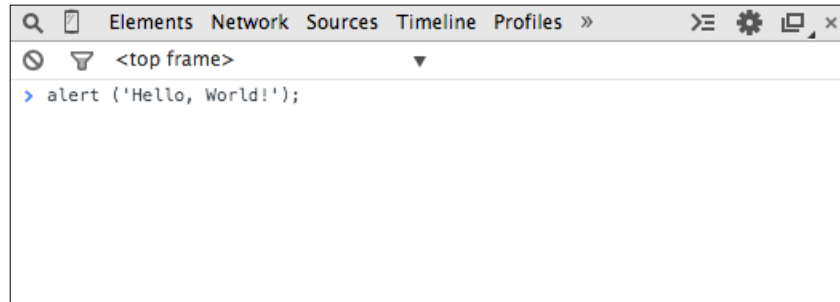 Elements Network Sources Timeline Profiles »
<top frame> ▼
> alert ('Hello, World!');